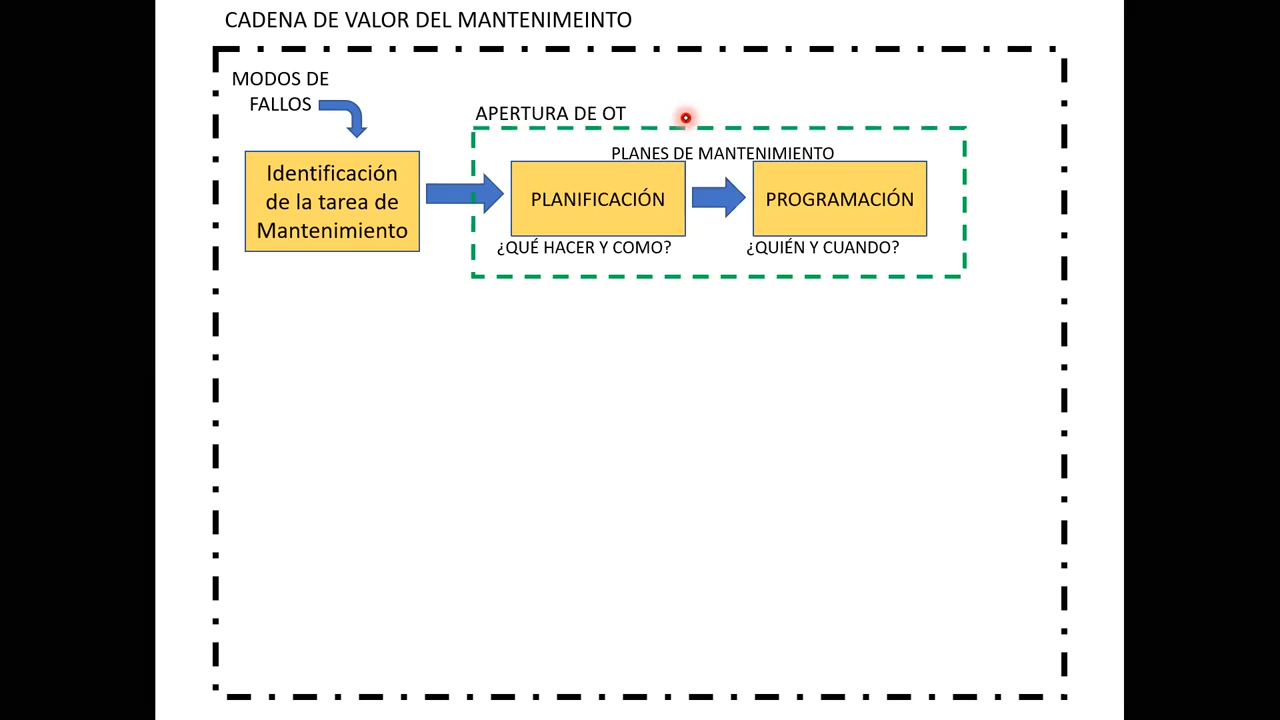 CADENA DE VALOR DEL MANTENIMEINTO
MODOS DE
FALLOS
APERTURA DE OT
PLANES DE MANTENIMIENTO
Identificación
de la tarea de
Mantenimiento
PLANIFICACIÓN
PROGRAMACIÓN
¿QUÉ HACER Y COMO?
¿QUIÉN Y CUANDO?